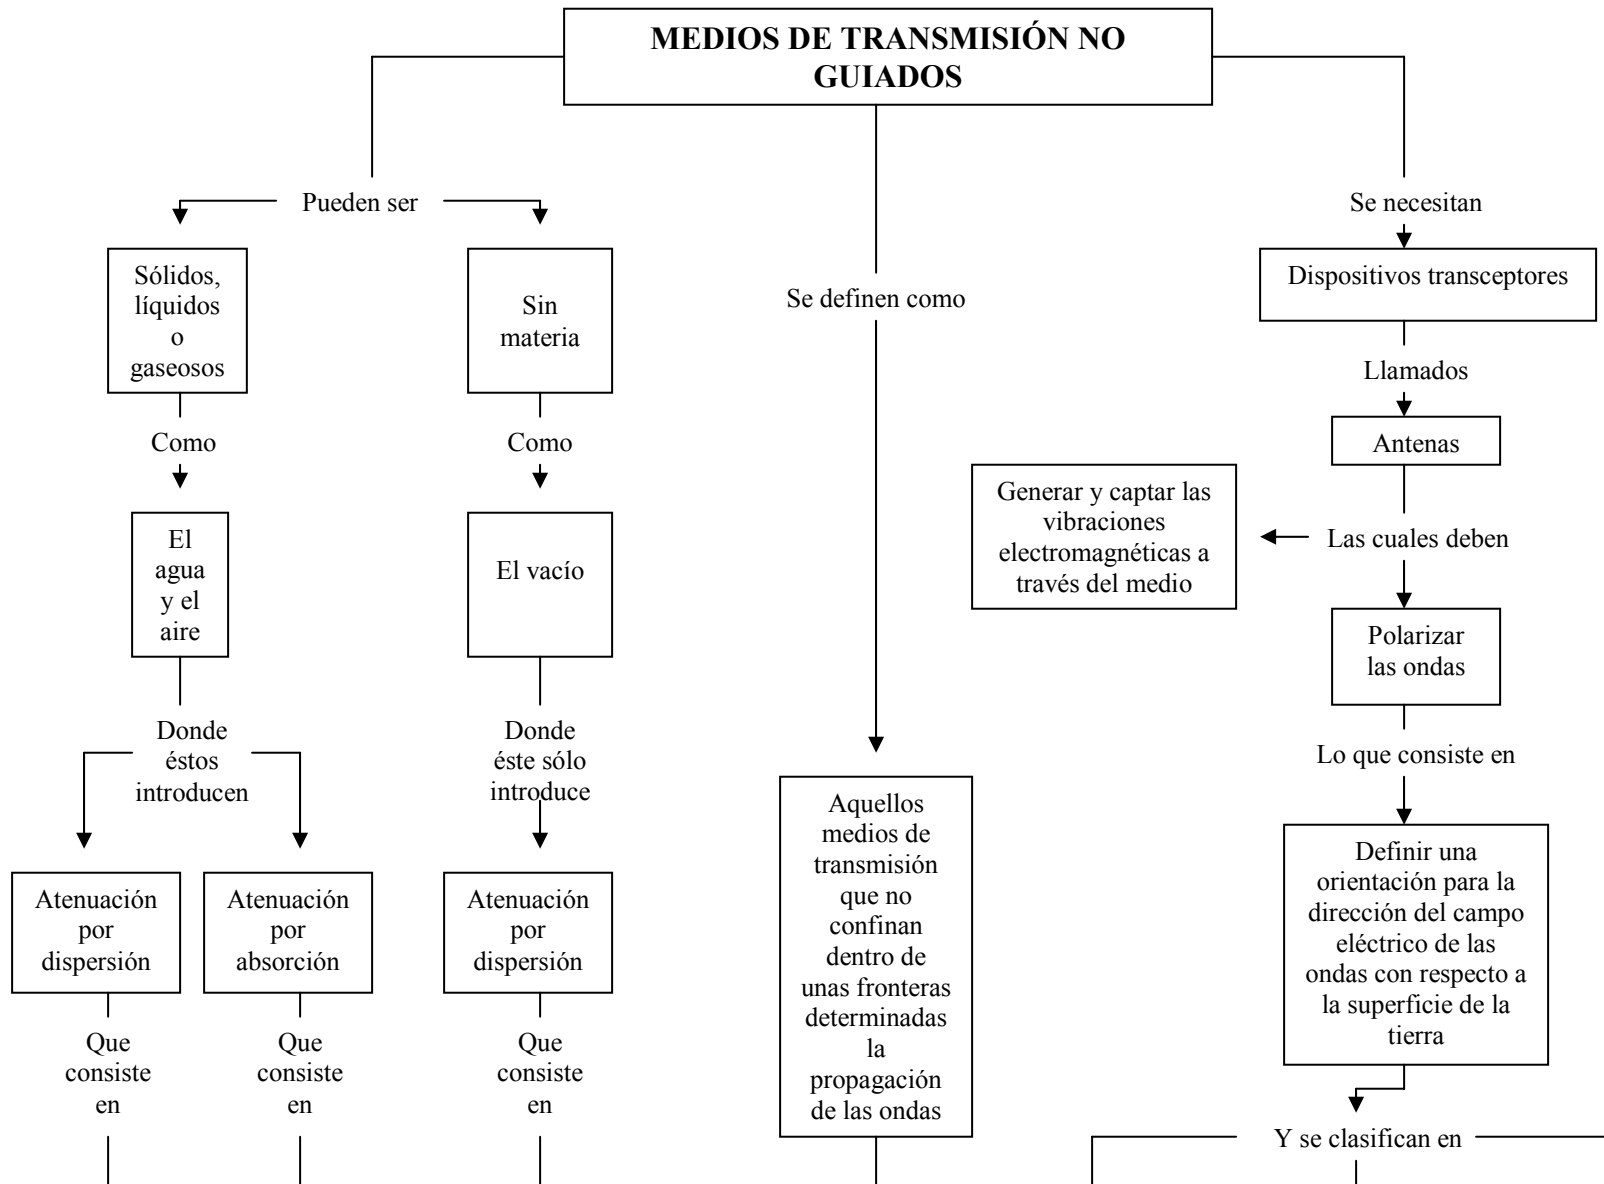 MEDIOS DE TRANSMISIÓN NO
GUIADOS
Pueden ser
Sólidos,
líquidos
o
gaseosos
Como
El
agua
y el
aire
Donde
éstos
introducen
Atenuación
por
dispersión
Que
consiste
en
Atenuación
por
absorción
Que
consiste
en
Sin
materia
Como
El vacío
Donde
éste sólo
introduce
Atenuación
por
dispersión
Que
consiste
en
Se definen como
Aquellos
medios de
transmisión
que no
confinan
dentro de
unas fronteras
determinadas
la
propagación
de las ondas
Se necesitan
Dispositivos transceptores
Llamados
Antenas
Las cuales deben
Generar y captar las
vibraciones
electromagnéticas a
través del medio
Polarizar
las ondas
Lo que consiste en
Definir una
orientación para la
dirección del campo
eléctrico de las
ondas con respecto a
la superficie de la
tierra
Y se clasifican en